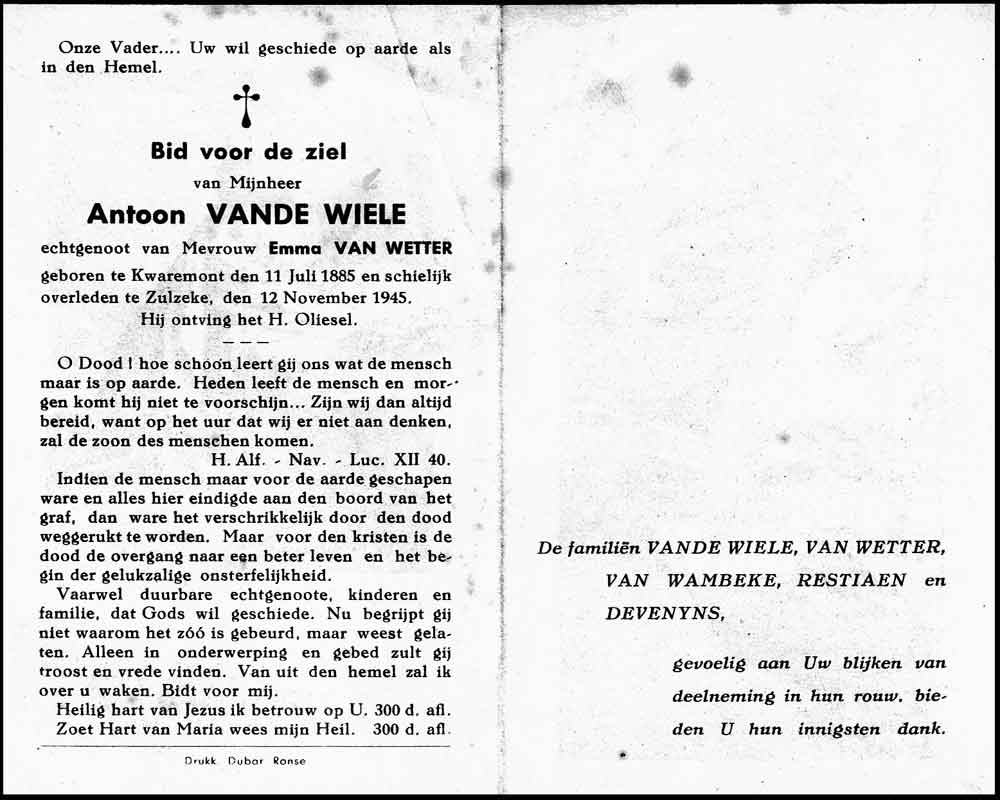 Onze Vader.... Uw wil geschiede op aarde als
in den Hemel.
Bid voor de ziel
van Mijnheer
Antoon VANDE WIELE
echtgenoot van Mevrouw Emma VAN WETTER
geboren te Kwaremont den 11 Juli 1885 en schielijk
overleden te Zulzeke, den 12 November 1945.
Hij ontving het H. Oliesel.
O Dood ! hoe schoon leert gij ons wat de mensch
maar is op aarde. Heden leeft de mensch en mor-
gen komt hij niet te voorschijn... Zijn wij dan altijd
bereid, want op het uur dat wij er niet aan denken,
zal de zoon des menschen komen.
H. Alf. - Nav. - Luc. XII 40.
Indien de mensch maar voor de aarde geschapen
ware en alles hier eindigde aan den boord van het
graf, dan ware het verschrikkelijk door den dood
weggerukt te worden. Maar voor den kristen is de
dood de overgang naar een beter leven en het be-
gin der gelukzalige onsterfelijkheid.
Vaarwel duurbare echtgenoote, kinderen en
familie, dat Gods wil geschiede. Nu begrijpt gij
niet waarom het zóó is gebeurd, maar weest gela-
ten. Alleen in onderwerping en gebed zult gij
troost en vrede vinden. Van uit den hemel zal ik
over u waken. Bidt voor mij.
Heilig hart van Jezus ik betrouw op U. 300 d. afl.
Zoet Hart van Maria wees mijn Heil. 300 d. afl.
Drukk. Dubar Ronse
De familiën VANDE WIELE, VAN WETTER,
VAN WAMBEKE, RESTIAEN en
DEVENYNS,
gevoelig aan Uw blijken van
deelneming in hun rouw, bie-
den U hun innigsten dank.